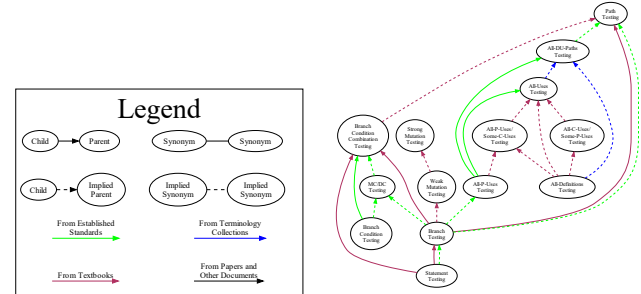 Legend
Child
Parent
Synonym
Synonym
Child
Implied
Parent
Implied
Synonym
Implied
Synonym
From Established
Standards
From Terminology
Collections
From Textbooks
From Papers and
Other Documents
Path
Testing
All-DU-Paths
Testing
All-Uses
Testing
Branch
Condition
Combination
Testing
Strong
Mutation
Testing
All-P-Uses/
Some-C-Uses
Testing
All-C-Uses/
Some-P-Uses
Testing
MC/DC
Testing
Weak
Mutation
Testing
All-P-Uses
Testing
All-Definitions
Testing
Branch
Condition
Testing
Branch
Testing
Statement
Testing